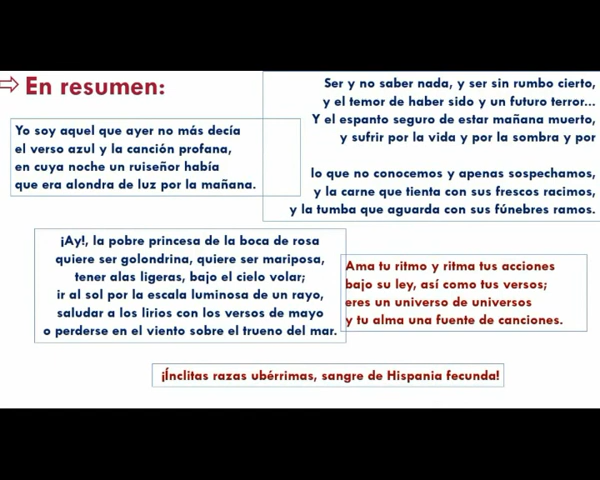 ⇨ En resumen:
Yo soy aquel que ayer no más decía
el verso azul y la canción profana,
en cuya noche un ruiseñor había
que era alondra de luz por la mañana.
Ser y no saber nada, y ser sin rumbo cierto,
y el temor de haber sido y un futuro terror...
Y el espanto seguro de estar mañana muerto,
y sufrir por la vida y por la sombra y por
lo que no conocemos y apenas sospechamos,
y la carne que tienta con sus frescos racimos,
y la tumba que aguarda con sus fúnebres ramos.
¡Ay!, la pobre princesa de la boca de rosa
quiere ser golondrina, quiere ser mariposa,
tener alas ligeras, bajo el cielo volar;
ir al sol por la escala luminosa de un rayo,
saludar a los lirios con los versos de mayo
o perderse en el viento sobre el trueno del mar.
Ama tu ritmo y ritma tus acciones
bajo su ley, así como tus versos;
eres un universo de universos
y tu alma una fuente de canciones.
¡Ínclitas razas ubérrimas, sangre de Hispania fecunda!